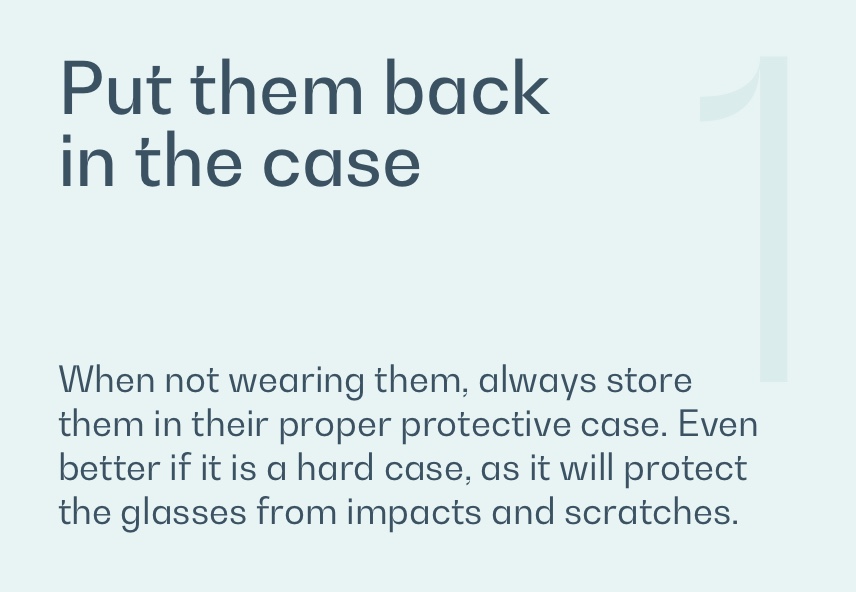 Put them back
in the case
1
When not wearing them, always store
them in their proper protective case. Even
better if it is a hard case, as it will protect
the glasses from impacts and scratches.